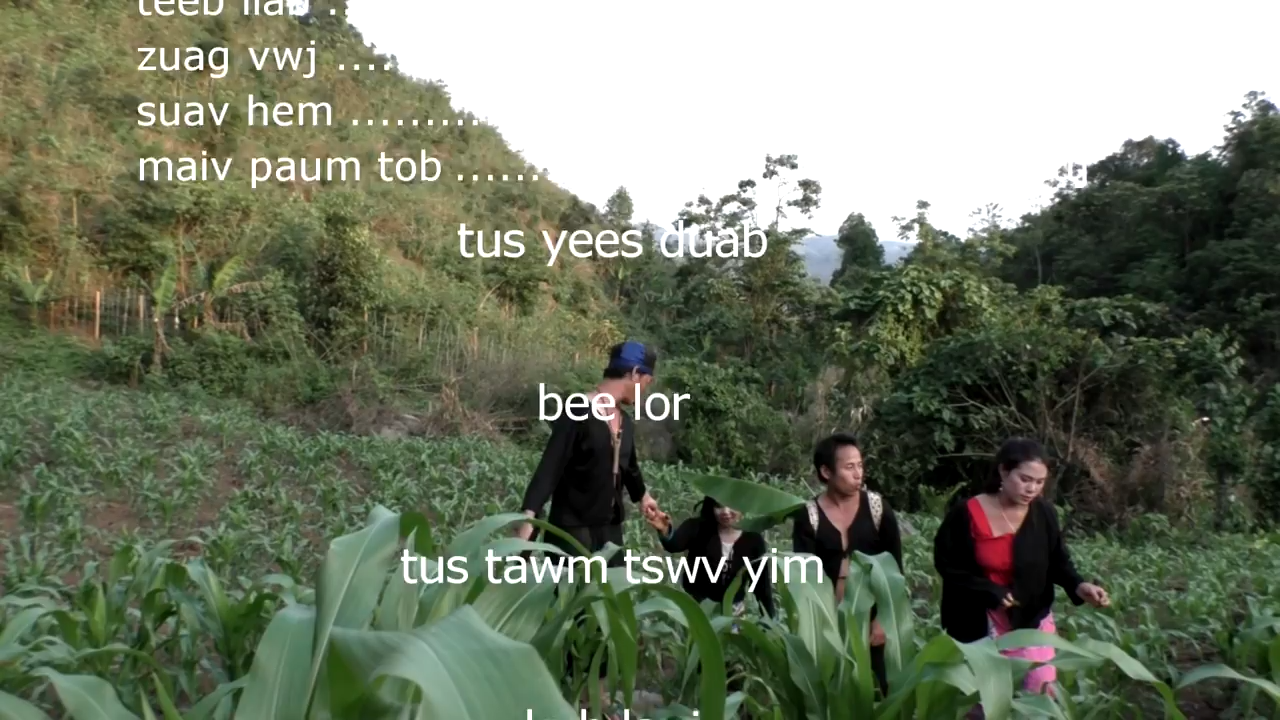 zuag vwj ....
suav hem ..........
maiv paum tob .......
tus yees duab
bee lor
tus tawm tswv yim